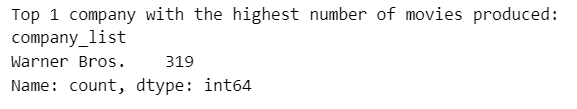 Top 1 company with the highest number of movies produced:
company_list
Warner Bros.    319
Name: count, dtype: int64